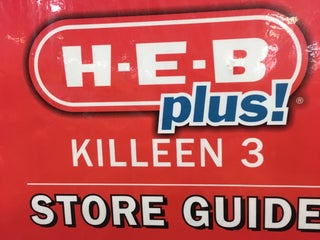 H-E-B
plus!®
KILLEEN 3
STORE GUIDE